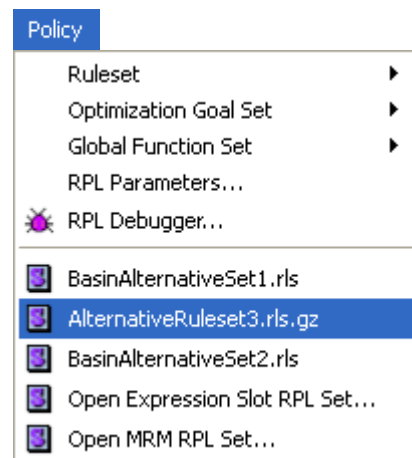 Policy
Ruleset
Optimization Goal Set
Global Function Set
RPL Parameters...
RPL Debugger...
BasinAlternativeSet1.rls
AlternativeRuleset3.rls.gz
BasinAlternativeSet2.rls
Open Expression Slot RPL Set...
Open MRM RPL Set...